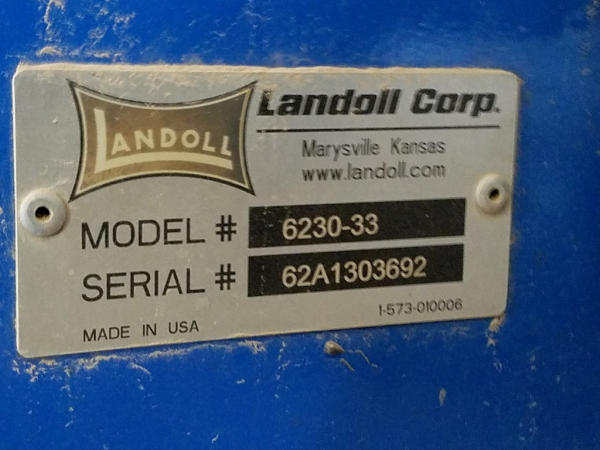 LANDOLL
Landoll Corp.
Marysville Kansas
www.landoll.com
MODEL # 6230-33
SERIAL # 62A1303692
1-573-010006
MADE IN USA